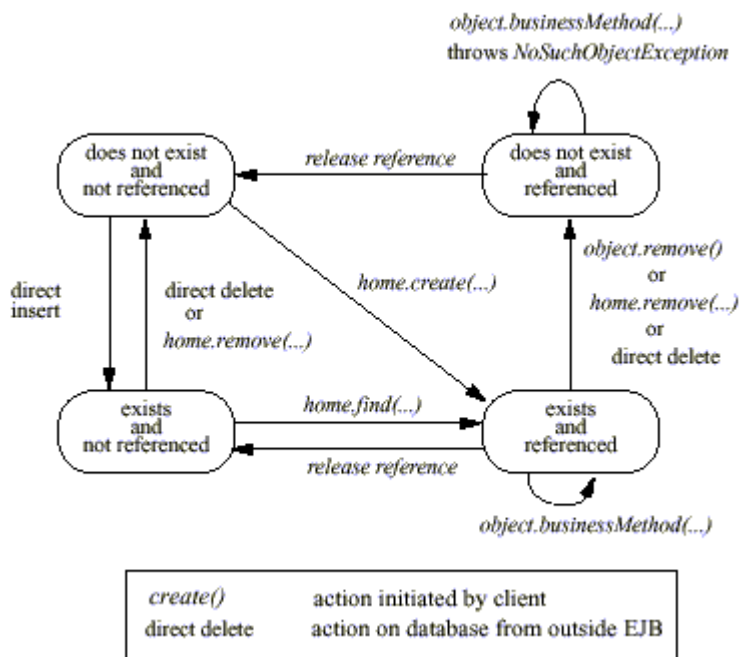 object.businessMethod(...)
throws NoSuchObjectException
does not exist
and
not referenced
release reference
does not exist
and
referenced
direct
insert
direct delete
or
home.remove(...)
home.create(...)
object.remove()
or
home.remove(...)
or
direct delete
exists
and
not referenced
home.find(...)
release reference
exists
and
referenced
object.businessMethod(...)
create() action initiated by client
direct delete action on database from outside EJB